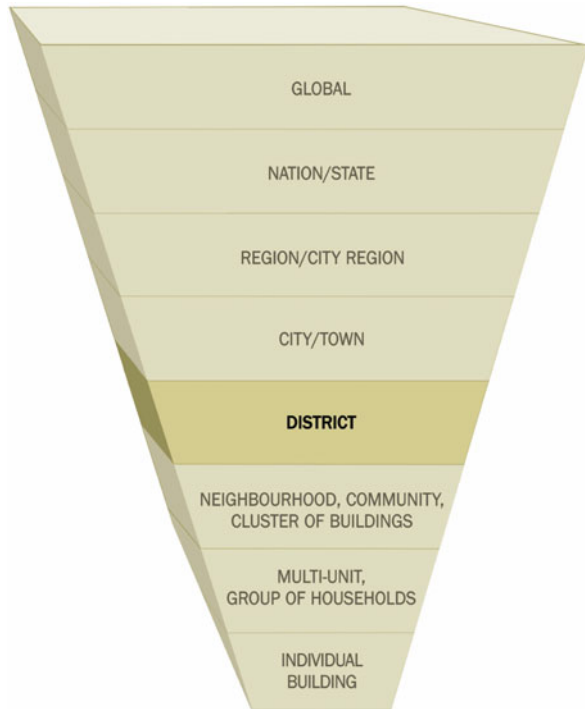 GLOBAL
NATION/STATE
REGION/CITY REGION
CITY/TOWN
DISTRICT
NEIGHBOURHOOD, COMMUNITY,
CLUSTER OF BUILDINGS
MULTI-UNIT,
GROUP OF HOUSEHOLDS
INDIVIDUAL
BUILDING